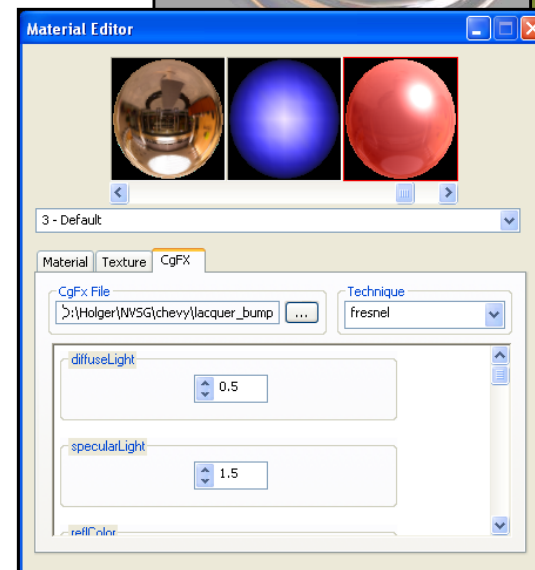 Material Editor
3 - Default
Material Texture CgFX
CgFx File Technique
:\Holger\NVSG\chevy\lacquer_bump ... fresnel
diffuseLight
0.5
specularLight
1.5
reflColor